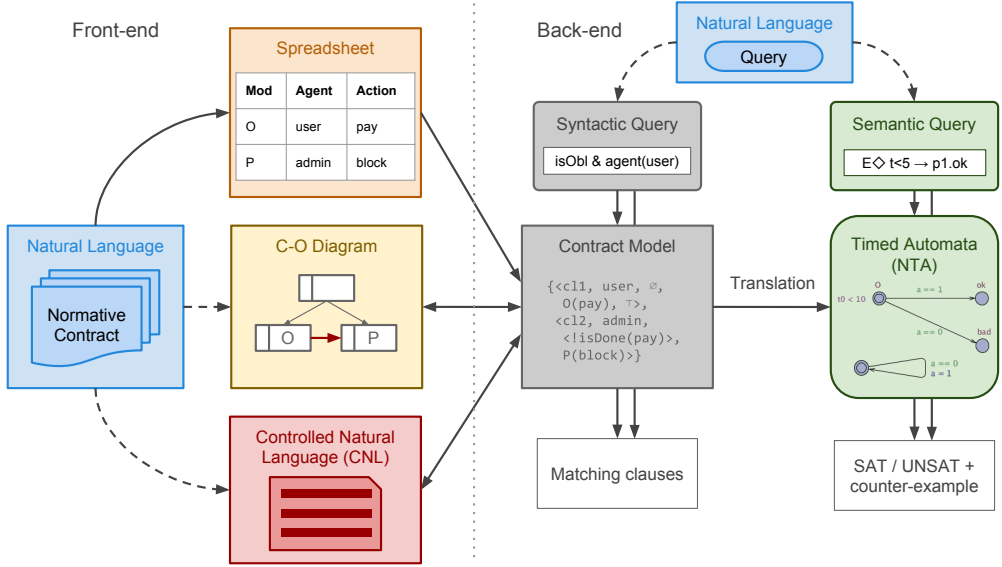 Front-end
Back-end
Natural Language
Query
Spreadsheet
Mod Agent Action
O user pay
P admin block
Syntactic Query
isObl & agent(user)
Semantic Query
E◇ t<5 → p1.ok
Natural Language
Normative
Contract
C-O Diagram
O
P
Contract Model
{<cl1, user, ∅,
O(pay), ⊤>,
<cl2, admin,
<!isDone(pay)>,
P(block)>}
Translation
Timed Automata
(NTA)
O
ok
t0 < 10
a == 1
a == 0
bad
a == 0
a = 1
Controlled Natural
Language (CNL)
Matching clauses
SAT / UNSAT +
counter-example